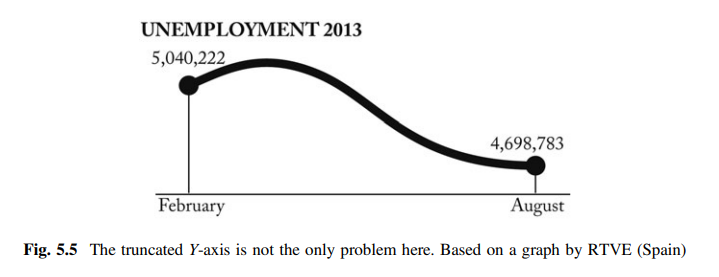 UNEMPLOYMENT 2013
5,040,222
4,698,783
February
August
Fig. 5.5 The truncated Y-axis is not the only problem here. Based on a graph by RTVE (Spain)